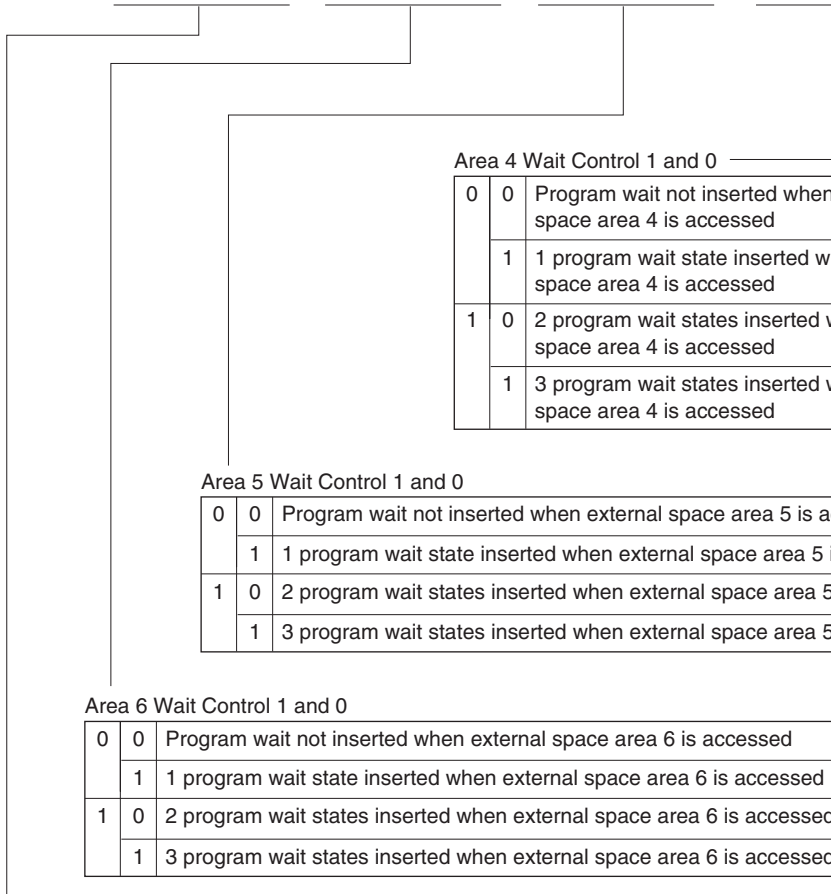 Area 4 Wait Control 1 and 0
0 0 Program wait not inserted when
space area 4 is accessed
1 1 program wait state inserted
space area 4 is accessed
1 0 2 program wait states inserted
space area 4 is accessed
1 3 program wait states inserted
space area 4 is accessed
Area 5 Wait Control 1 and 0
0 0 Program wait not inserted when external space area 5 is
1 1 program wait state inserted when external space area 5
1 0 2 program wait states inserted when external space area 5
1 3 program wait states inserted when external space area 5
Area 6 Wait Control 1 and 0
0 0 Program wait not inserted when external space area 6 is accessed
1 1 program wait state inserted when external space area 6 is accessed
1 0 2 program wait states inserted when external space area 6 is accessed
1 3 program wait states inserted when external space area 6 is accessed